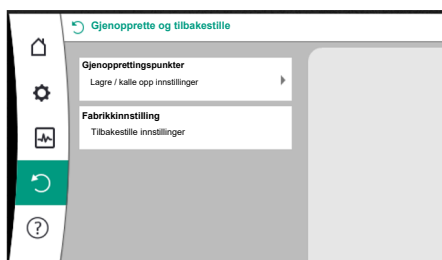 Gjenopprette og tilbakestille
Gjenopprettingspunkter
Lagre / kalle opp innstillinger
Fabrikkinnstilling
Tilbakestille innstillinger
?